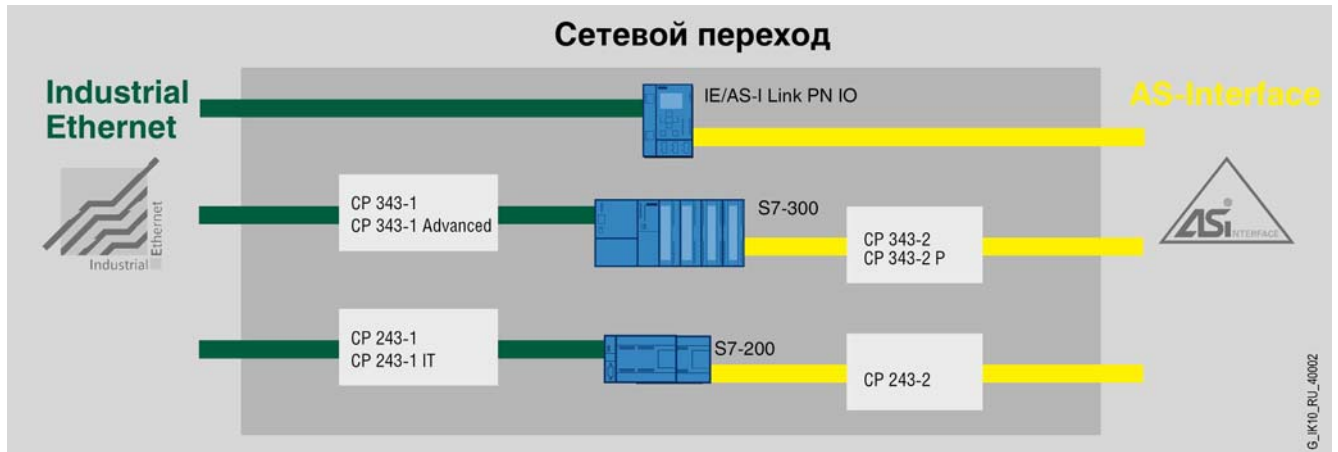 Сетевой переход
Industrial
Ethernet
AS-Interface
IE/AS-I Link PN IO
CP 343-1
CP 343-1 Advanced
S7-300
CP 343-2
CP 343-2 P
Industrial
Ethernet
ASi INTERFACE
CP 243-1
CP 243-1 IT
S7-200
CP 243-2
G_IK10_RU_40002